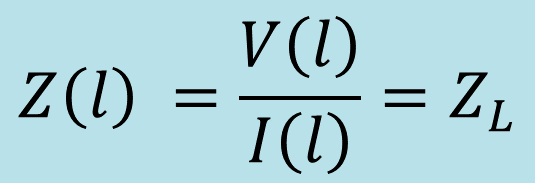 Z(l) = V(l) / I(l) = Z_L